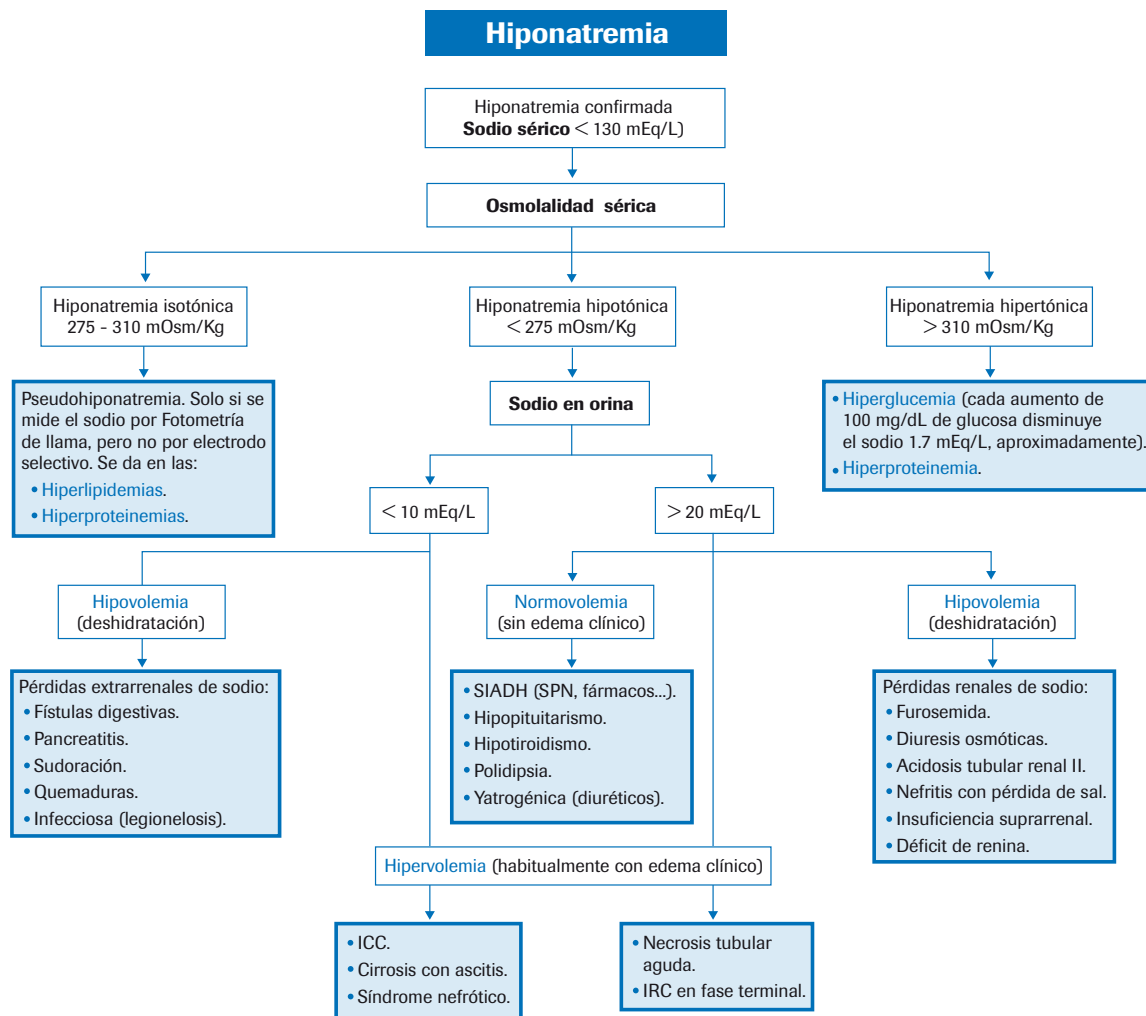 Hiponatremia
Hiponatremia confirmada
Sodio sérico < 130 mEq/L)
Osmolalidad sérica
Hiponatremia isotónica
275 - 310 mOsm/Kg
Hiponatremia hipotónica
< 275 mOsm/Kg
Hiponatremia hipertónica
> 310 mOsm/Kg
Pseudohiponatremia. Solo si se
mide el sodio por Fotometría
de llama, pero no por electrodo
selectivo. Se da en las:
• Hiperlipidemias.
• Hiperproteinemias.
Sodio en orina
• Hiperglucemia (cada aumento de
100 mg/dL de glucosa disminuye
el sodio 1.7 mEq/L, aproximadamente).
• Hiperproteinemia.
< 10 mEq/L
> 20 mEq/L
Hipovolemia
(deshidratación)
Normovolemia
(sin edema clínico)
Hipovolemia
(deshidratación)
Pérdidas extrarrenales de sodio:
• Fístulas digestivas.
• Pancreatitis.
• Sudoración.
• Quemaduras.
• Infecciosa (legionelosis).
• SIADH (SPN, fármacos...).
• Hipopituitarismo.
• Hipotiroidismo.
• Polidipsia.
• Yatrogénica (diuréticos).
Pérdidas renales de sodio:
• Furosemida.
• Diuresis osmóticas.
• Acidosis tubular renal II.
• Nefritis con pérdida de sal.
• Insuficiencia suprarrenal.
• Déficit de renina.
Hipervolemia (habitualmente con edema clínico)
• ICC.
• Cirrosis con ascitis.
• Síndrome nefrótico.
• Necrosis tubular
aguda.
• IRC en fase terminal.